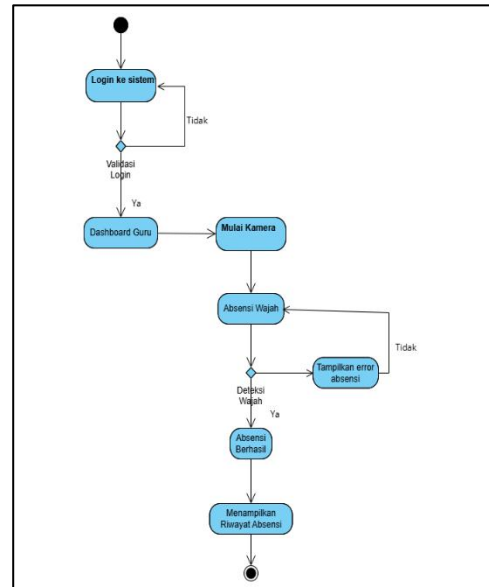 Login ke sistem
Tidak
Validasi
Login
Ya
Dashboard Guru
Mulai Kamera
Absensi Wajah
Tidak
Tampilkan error
absensi
Deteksi
Wajah
Ya
Absensi
Berhasil
Menampilkan
Riwayat Absensi